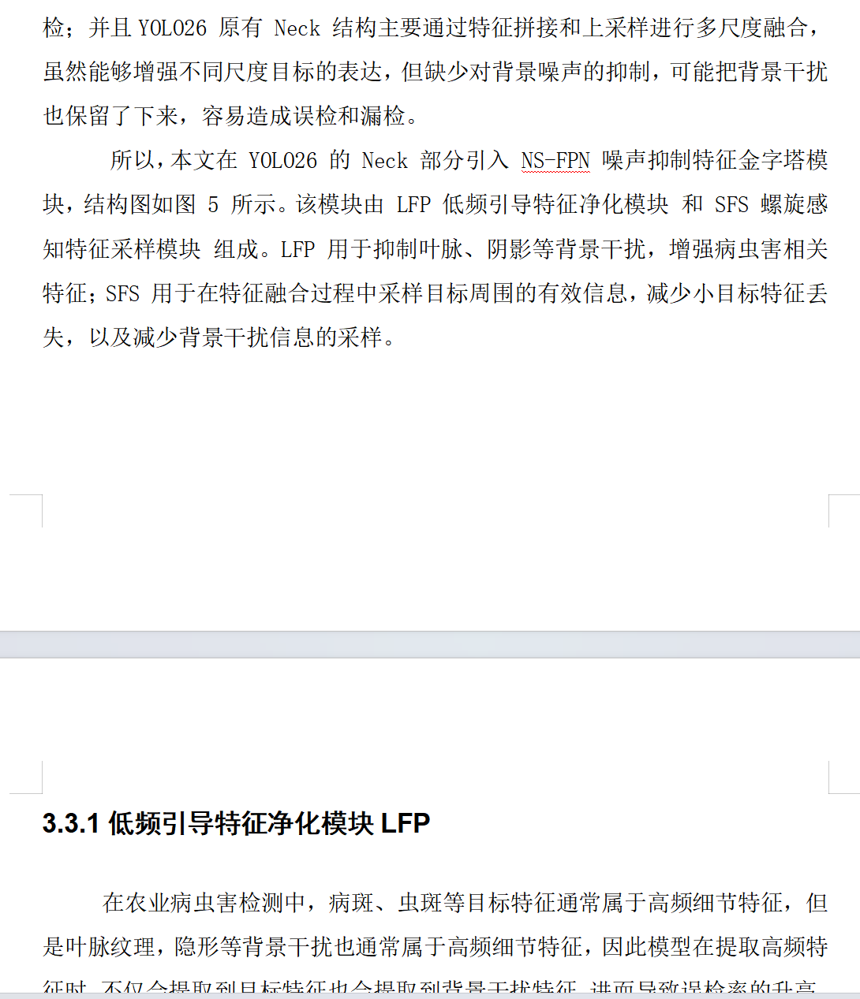 检；并且 YOLO26 原有 Neck 结构主要通过特征拼接和上采样进行多尺度融合，
虽然能够增强不同尺度目标的表达，但缺少对背景噪声的抑制，可能把背景干扰
也保留了下来，容易造成误检和漏检。
所以，本文在 YOLO26 的 Neck 部分引入 NS-FPN 噪声抑制特征金字塔模
块，结构图如图 5 所示。该模块由 LFP 低频引导特征净化模块 和 SFS 螺旋感
知特征采样模块 组成。LFP 用于抑制叶脉、阴影等背景干扰，增强病虫害相关
特征；SFS 用于在特征融合过程中采样目标周围的有效信息，减少小目标特征丢
失，以及减少背景干扰信息的采样。
3.3.1 低频引导特征净化模块 LFP
在农业病虫害检测中，病斑、虫斑等目标特征通常属于高频细节特征，但
是叶脉纹理，隐形等背景干扰也通常属于高频细节特征，因此模型在提取高频特
征时，不仅会提取到目标特征也会提取到背景干扰特征，进而导致误检率的升高，